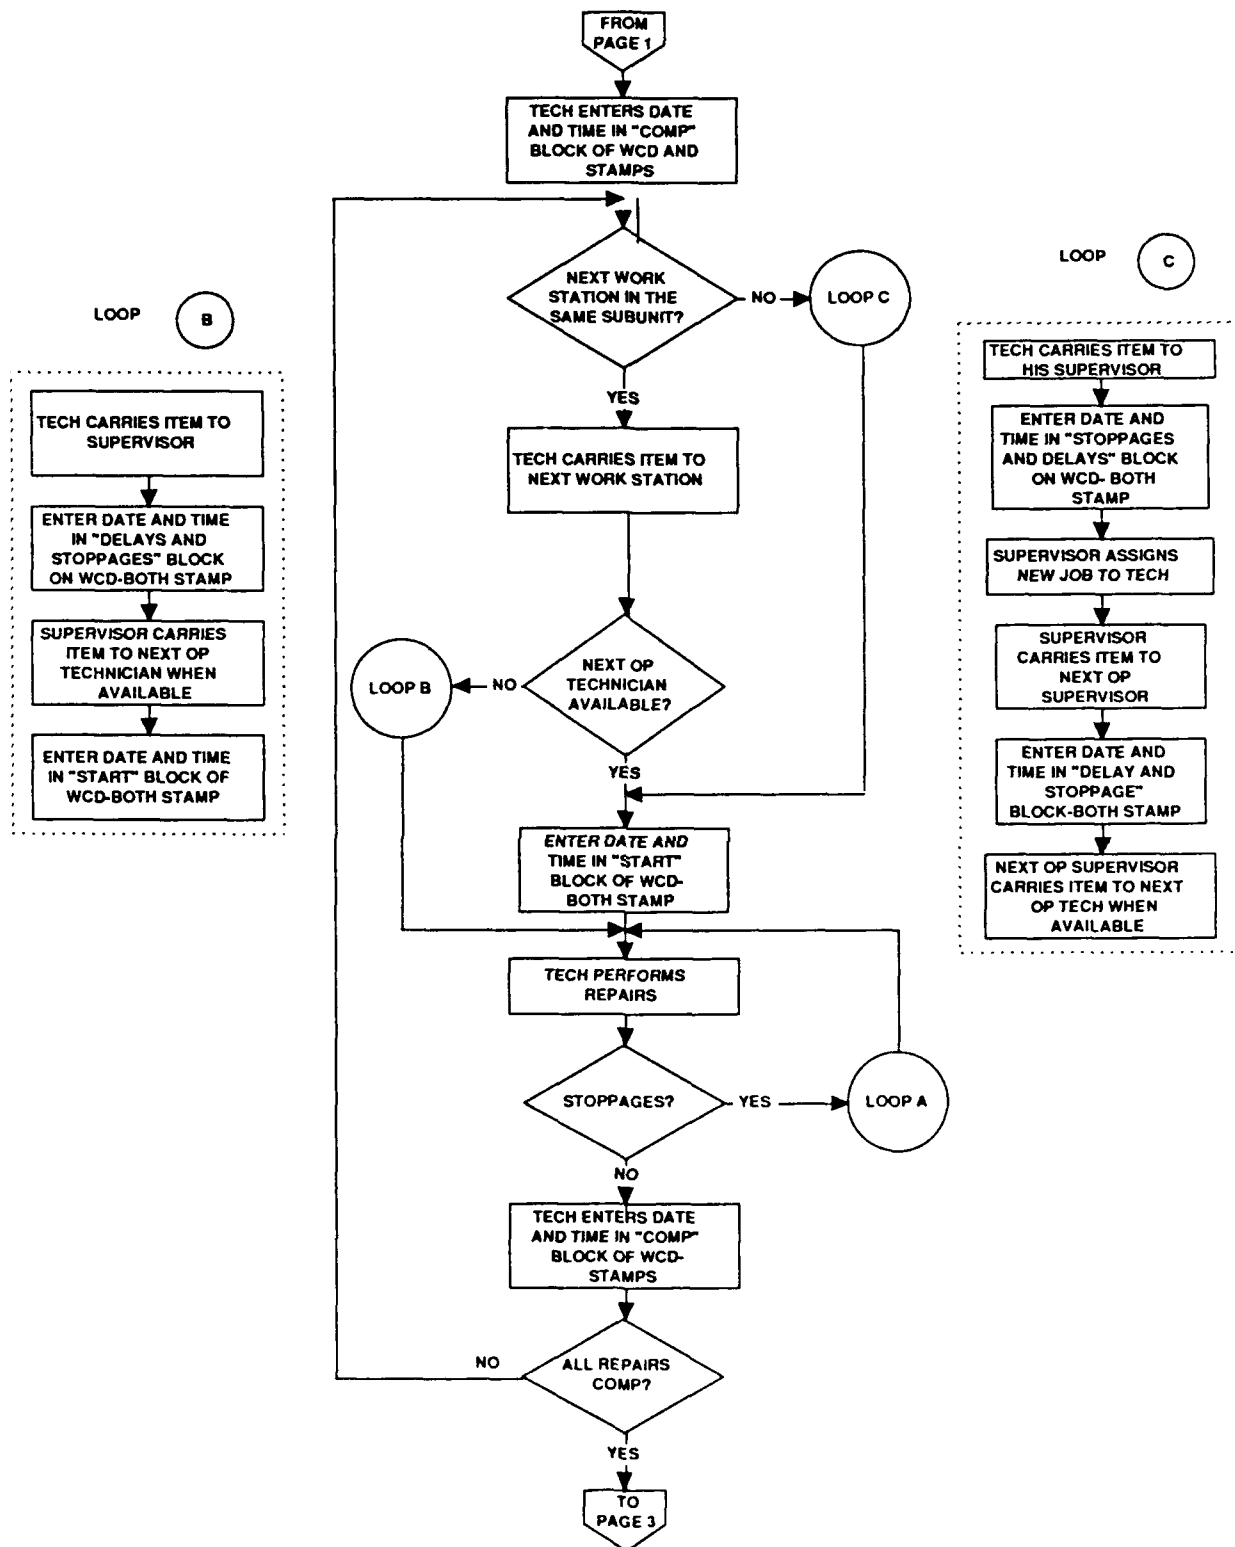 FROM
PAGE 1
TECH ENTERS DATE
AND TIME IN "COMP"
BLOCK OF WCD AND
STAMPS
NEXT WORK
STATION IN THE
SAME SUBUNIT?
NO
LOOP C
YES
TECH CARRIES ITEM TO
NEXT WORK STATION
NEXT OP
TECHNICIAN
AVAILABLE?
NO
LOOP B
YES
ENTER DATE AND
TIME IN "START"
BLOCK OF WCD-
BOTH STAMP
TECH PERFORMS
REPAIRS
STOPPAGES?
YES
LOOP A
NO
TECH ENTERS DATE
AND TIME IN "COMP"
BLOCK OF WCD-
STAMPS
ALL REPAIRS
COMP?
NO
YES
TO
PAGE 3
LOOP
B
TECH CARRIES ITEM TO
SUPERVISOR
ENTER DATE AND TIME
IN "DELAYS AND
STOPPAGES" BLOCK
ON WCD-BOTH STAMP
SUPERVISOR CARRIES
ITEM TO NEXT OP
TECHNICIAN WHEN
AVAILABLE
ENTER DATE AND TIME
IN "START" BLOCK OF
WCD-BOTH STAMP
LOOP
C
TECH CARRIES ITEM TO
HIS SUPERVISOR
ENTER DATE AND
TIME IN "STOPPAGES
AND DELAYS" BLOCK
ON WCD- BOTH
STAMP
SUPERVISOR ASSIGNS
NEW JOB TO TECH
SUPERVISOR
CARRIES ITEM TO
NEXT OP
SUPERVISOR
ENTER DATE AND
TIME IN "DELAY AND
STOPPAGE"
BLOCK-BOTH STAMP
NEXT OP SUPERVISOR
CARRIES ITEM TO NEXT
OP TECH WHEN
AVAILABLE